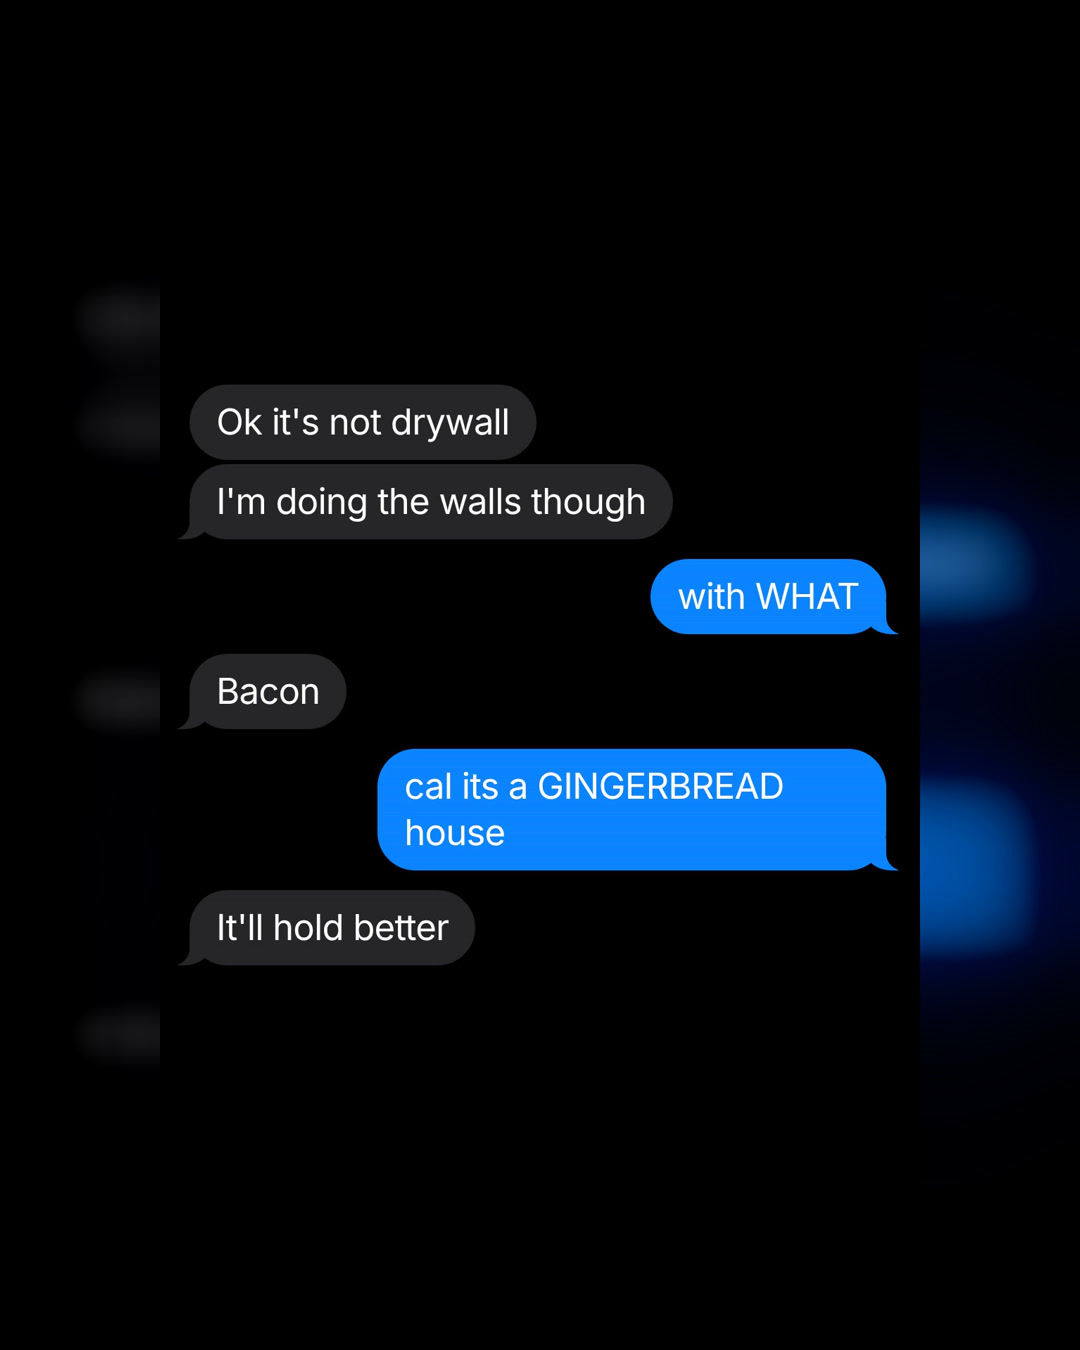 Ok it's not drywall
I'm doing the walls though
with WHAT
Bacon
cal its a GINGERBREAD
house
It'll hold better